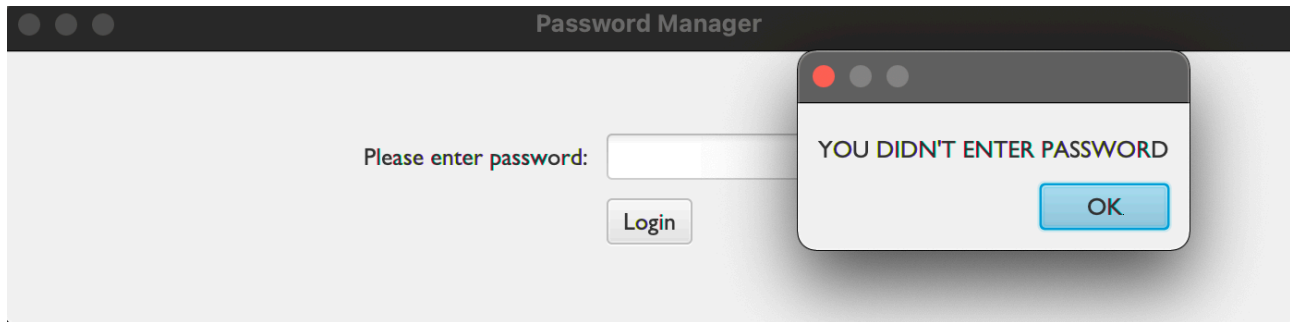 Password Manager
Please enter password:
Login
YOU DIDN'T ENTER PASSWORD
OK